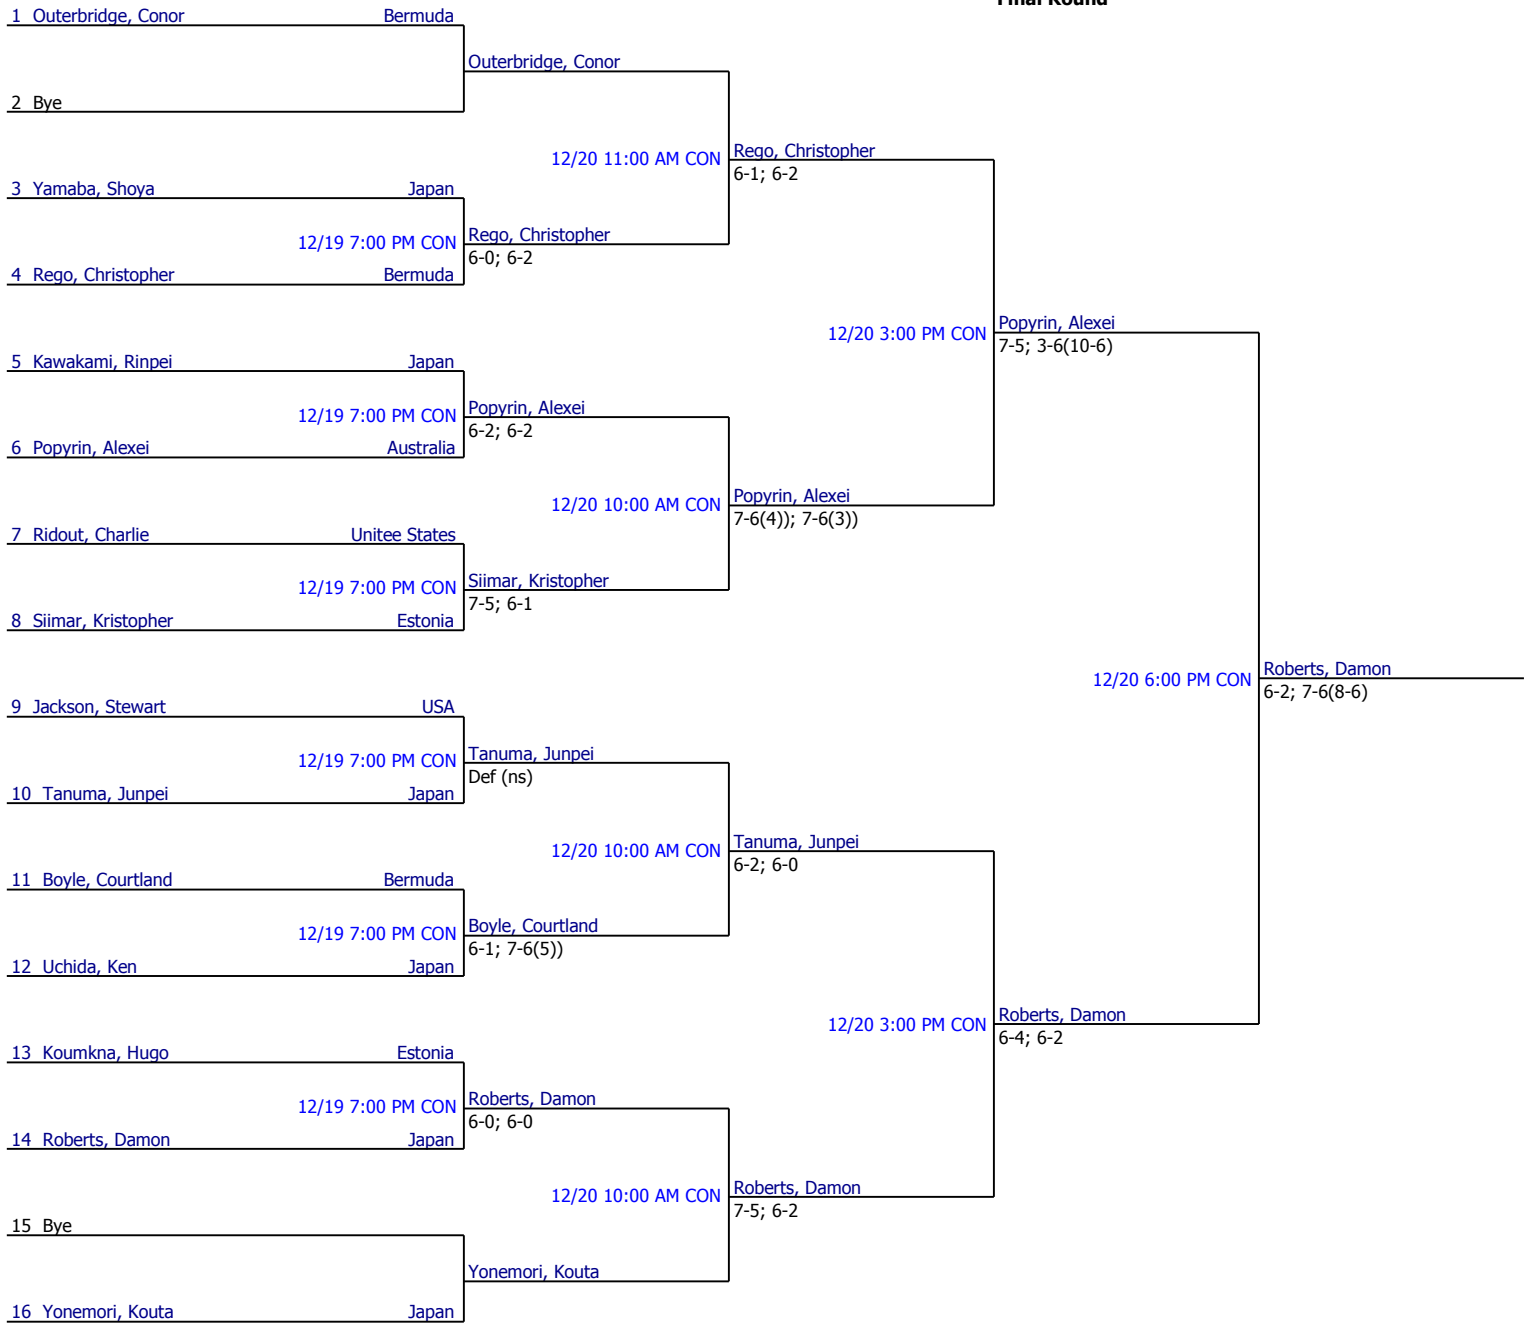 Final Round
1 Outerbridge, Conor Bermuda
Outerbridge, Conor
2 Bye
12/20 11:00 AM CON Rego, Christopher
6-1; 6-2
3 Yamaba, Shoya Japan
12/19 7:00 PM CON Rego, Christopher
6-0; 6-2
4 Rego, Christopher Bermuda
12/20 3:00 PM CON Popyrin, Alexei
7-5; 3-6(10-6)
5 Kawakami, Rinpei Japan
12/19 7:00 PM CON Popyrin, Alexei
6-2; 6-2
6 Popyrin, Alexei Australia
12/20 10:00 AM CON Popyrin, Alexei
7-6(4)); 7-6(3))
7 Ridout, Charlie Unitee States
12/19 7:00 PM CON Siimar, Kristopher
7-5; 6-1
8 Siimar, Kristopher Estonia
12/20 6:00 PM CON Roberts, Damon
6-2; 7-6(8-6)
9 Jackson, Stewart USA
12/19 7:00 PM CON Tanuma, Junpei
Def (ns)
10 Tanuma, Junpei Japan
12/20 10:00 AM CON Tanuma, Junpei
6-2; 6-0
11 Boyle, Courtland Bermuda
12/19 7:00 PM CON Boyle, Courtland
6-1; 7-6(5))
12 Uchida, Ken Japan
12/20 3:00 PM CON Roberts, Damon
6-4; 6-2
13 Koumkna, Hugo Estonia
12/19 7:00 PM CON Roberts, Damon
6-0; 6-0
14 Roberts, Damon Japan
12/20 10:00 AM CON Roberts, Damon
7-5; 6-2
15 Bye
Yonemori, Kouta
16 Yonemori, Kouta Japan